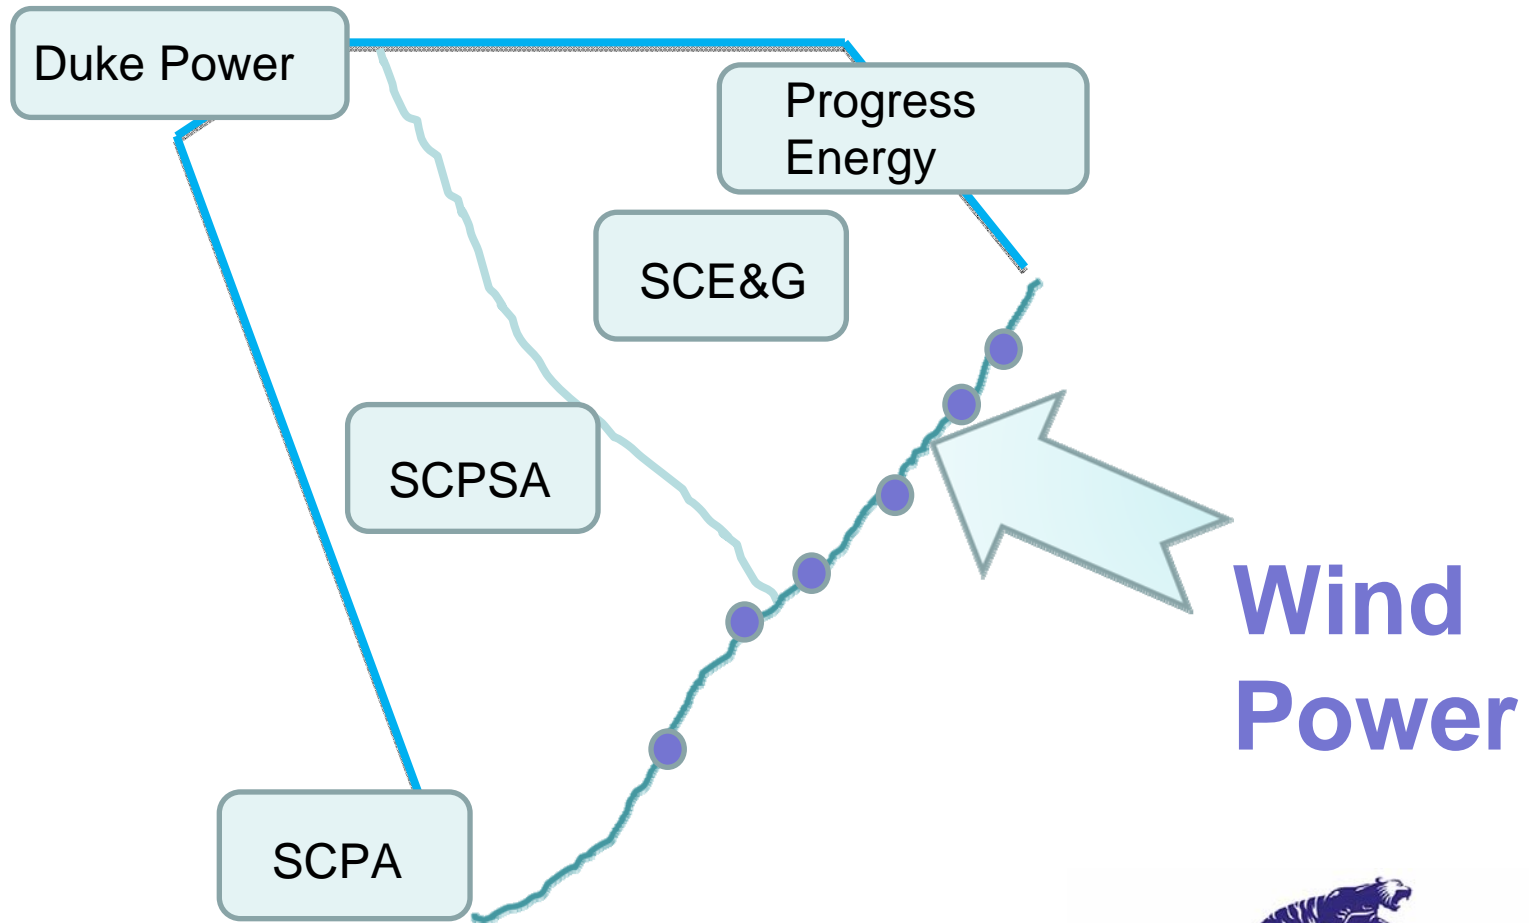 Duke Power
Progress
Energy
SCE&G
SCPSA
Wind
Power
SCPA